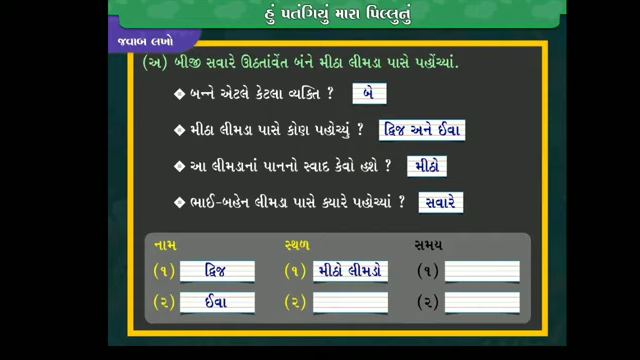 હું પતંગિયું મારા પિલ્લુનું
જવાબ લખો
(અ) બીજી સવારે ઊઠતાંવેંત બંને મીઠા લીમડા પાસે પહોંચ્યાં.
❖ બન્ને એટલે કેટલા વ્યક્તિ ? બે
❖ મીઠા લીમડા પાસે કોણ પહોચ્યું ? દ્વિજ અને ઈવા
❖ આ લીમડાનાં પાનનો સ્વાદ કેવો હશે ? મીઠો
❖ ભાઈ-બહેન લીમડા પાસે ક્યારે પહોચ્યાં ? સવારે
નામ સ્થળ સમય
(૧) દ્વિજ (૧) મીઠો લીમડો (૧)
(૨) ઈવા (૨) (૨)